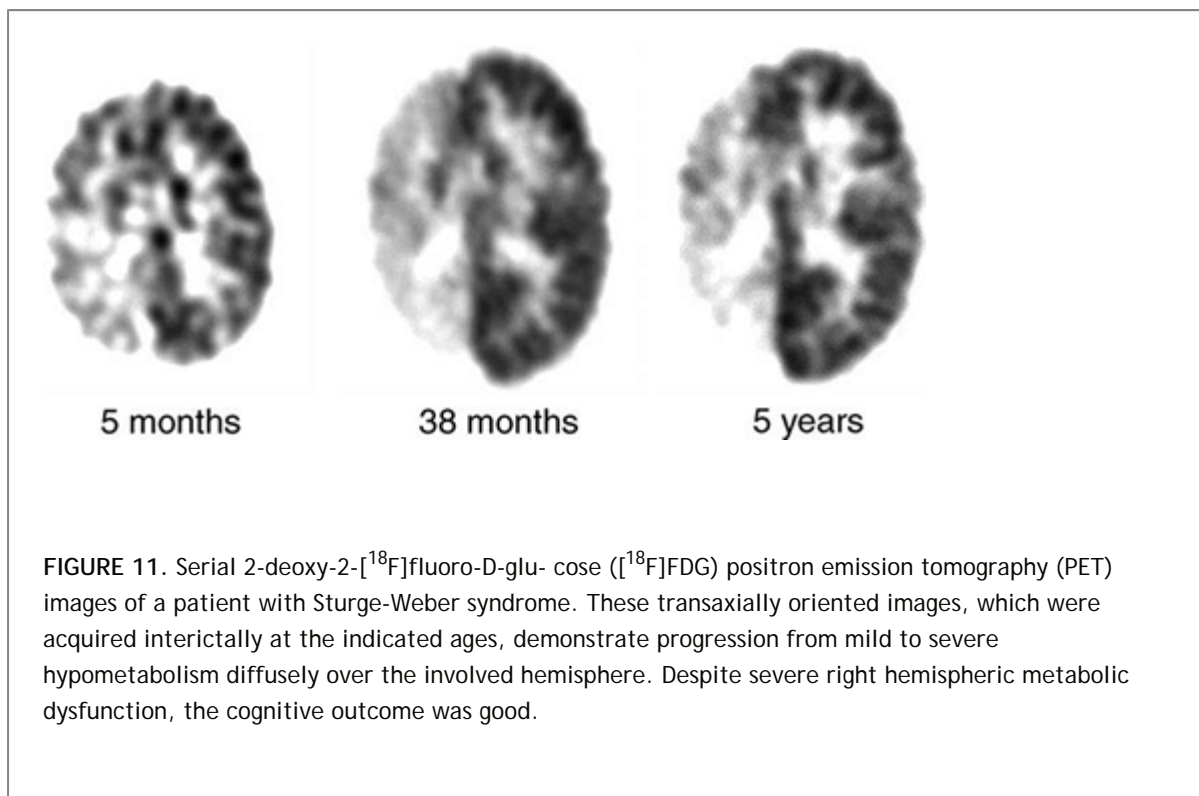 5 months
38 months
5 years
FIGURE 11. Serial 2-deoxy-2-[18F]fluoro-D-glu- cose ([18F]FDG) positron emission tomography (PET)
images of a patient with Sturge-Weber syndrome. These transaxially oriented images, which were
acquired interictally at the indicated ages, demonstrate progression from mild to severe
hypometabolism diffusely over the involved hemisphere. Despite severe right hemispheric metabolic
dysfunction, the cognitive outcome was good.